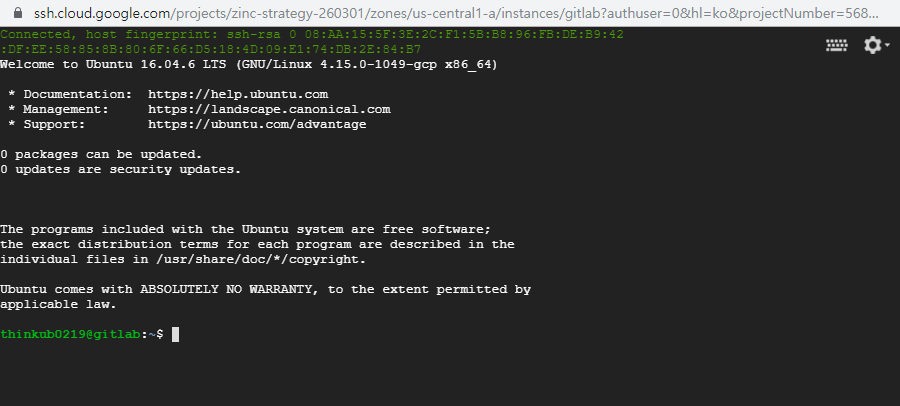 ssh.cloud.google.com/projects/zinc-strategy-260301/zones/us-central1-a/instances/gitlab?authuser=0&hl=ko&projectNumber=568...
Connected, host fingerprint: ssh-rsa 0 08:AA:15:5F:3E:2C:F1:5B:B8:96:FB:DE:B9:42
:DF:EE:58:85:8B:80:6F:66:D5:18:4D:09:E1:74:DB:2E:84:B7
Welcome to Ubuntu 16.04.6 LTS (GNU/Linux 4.15.0-1049-gcp x86_64)
* Documentation:  https://help.ubuntu.com
* Management:     https://landscape.canonical.com
* Support:        https://ubuntu.com/advantage
0 packages can be updated.
0 updates are security updates.
The programs included with the Ubuntu system are free software;
the exact distribution terms for each program are described in the
individual files in /usr/share/doc/*/copyright.
Ubuntu comes with ABSOLUTELY NO WARRANTY, to the extent permitted by
applicable law.
thinkub0219@gitlab:~$